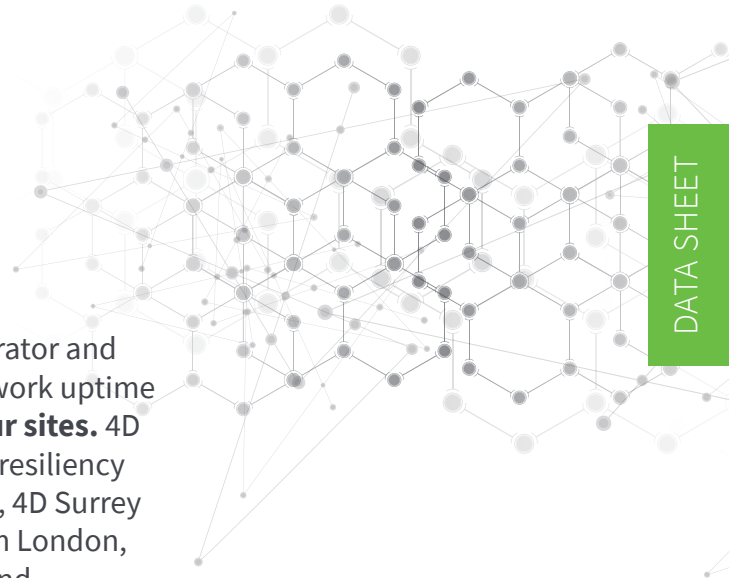 DATA SHEET
rator and
work uptime
ur sites. 4D
resiliency
, 4D Surrey
London,